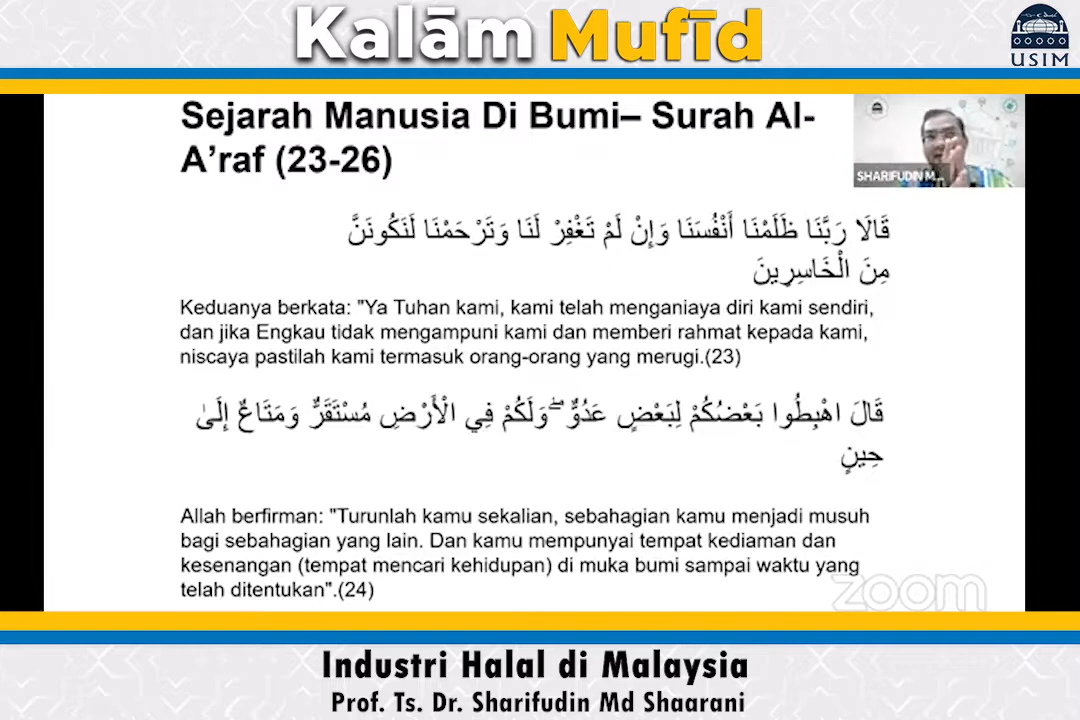 Kalām Mufīd
USIM
Sejarah Manusia Di Bumi– Surah Al-
A’raf (23-26)
SHARIFUDIN M...
قَالَا رَبَّنَا ظَلَمْنَا أَنْفُسَنَا وَإِنْ لَمْ تَغْفِرْ لَنَا وَتَرْحَمْنَا لَنَكُونَنَّ
مِنَ الْخَاسِرِينَ
Keduanya berkata: "Ya Tuhan kami, kami telah menganiaya diri kami sendiri,
dan jika Engkau tidak mengampuni kami dan memberi rahmat kepada kami,
niscaya pastilah kami termasuk orang-orang yang merugi.(23)
قَالَ اهْبِطُوا بَعْضُكُمْ لِبَعْضٍ عَدُوٌّ ۖ وَلَكُمْ فِي الْأَرْضِ مُسْتَقَرٌّ وَمَتَاعٌ إِلَىٰ
حِينٍ
Allah berfirman: "Turunlah kamu sekalian, sebahagian kamu menjadi musuh
bagi sebahagian yang lain. Dan kamu mempunyai tempat kediaman dan
kesenangan (tempat mencari kehidupan) di muka bumi sampai waktu yang
telah ditentukan".(24)
zoom
Industri Halal di Malaysia
Prof. Ts. Dr. Sharifudin Md Shaarani